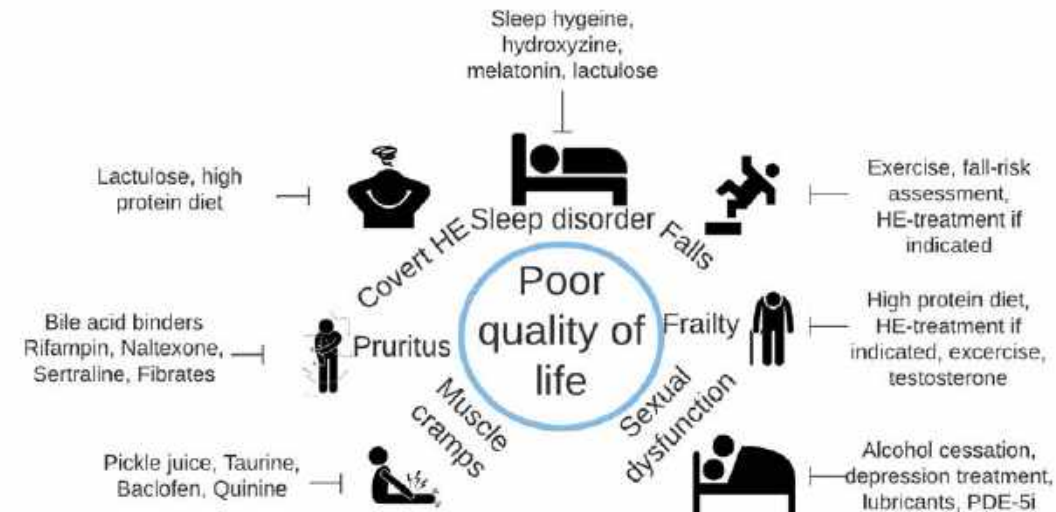 Sleep hygeine,
hydroxyzine,
melatonin, lactulose
Lactulose, high
protein diet
Exercise, fall-risk
assessment,
HE-treatment if
indicated
Covert HE
Sleep disorder
Falls
Poor
quality of
life
Bile acid binders
Rifampin, Naltexone,
Sertraline, Fibrates
Pruritus
Frailty
High protein diet,
HE-treatment if
indicated, excercise,
testosterone
Muscle
cramps
Sexual
dysfunction
Pickle juice, Taurine,
Baclofen, Quinine
Alcohol cessation,
depression treatment,
lubricants, PDE-5i